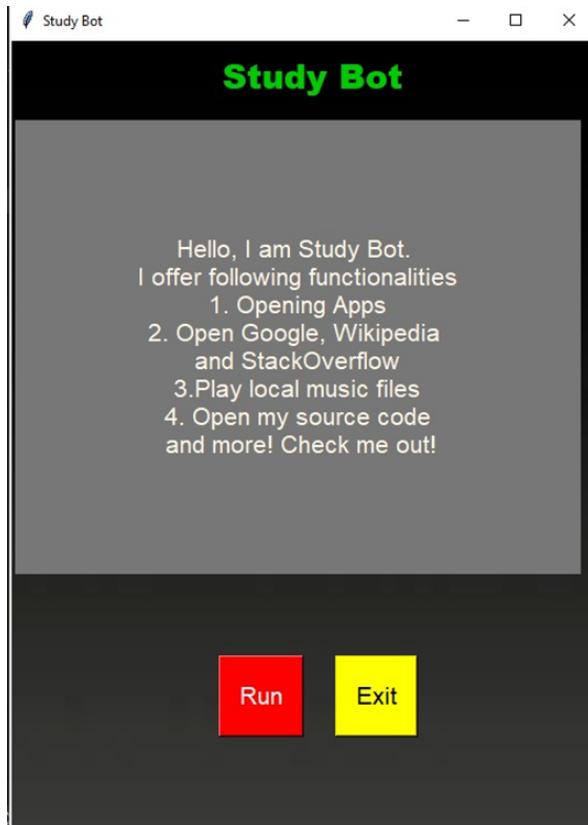 Study Bot
Study Bot
Hello, I am Study Bot.
I offer following functionalities
1. Opening Apps
2. Open Google, Wikipedia
and StackOverflow
3.Play local music files
4. Open my source code
and more! Check me out!
Run
Exit